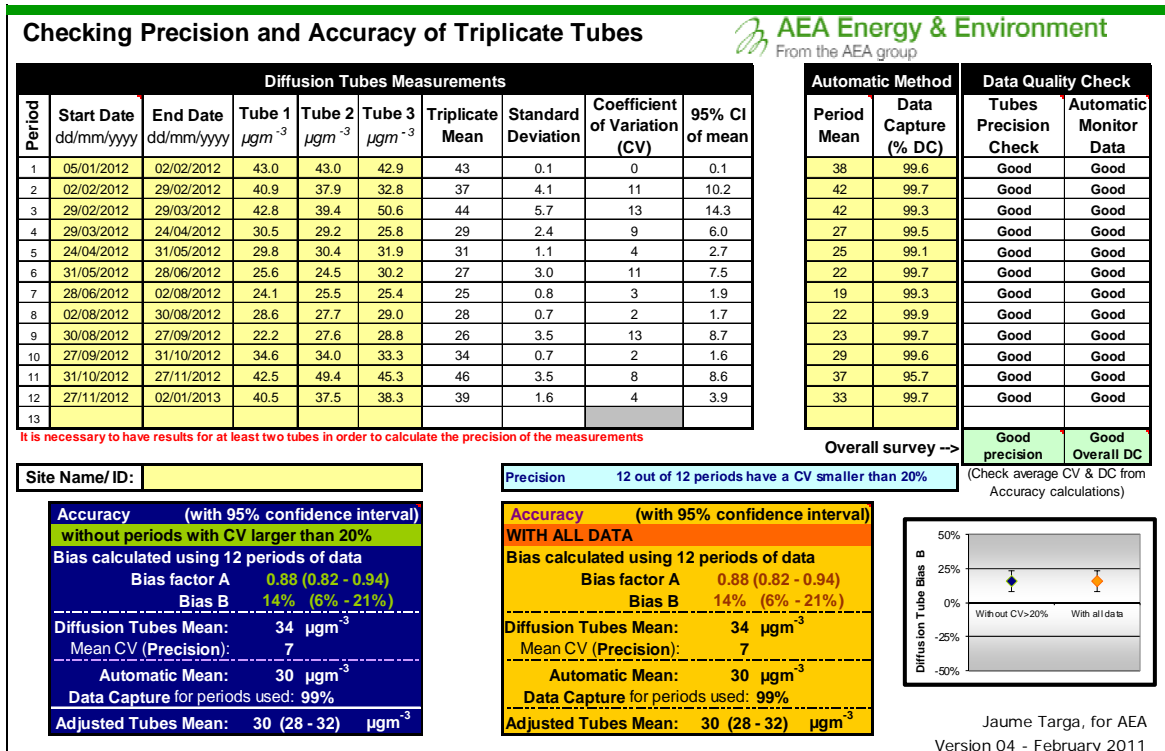 Checking Precision and Accuracy of Triplicate Tubes
AEA Energy & Environment
From the AEA group
Diffusion Tubes Measurements
Automatic Method
Data Quality Check
Period Start Date dd/mm/yyyy End Date dd/mm/yyyy Tube 1 µgm-3 Tube 2 µgm-3 Tube 3 µgm-3 Triplicate Mean Standard Deviation Coefficient of Variation (CV) 95% CI of mean Period Mean Data Capture (% DC) Tubes Precision Check Automatic Monitor Data
1 05/01/2012 02/02/2012 43.0 43.0 42.9 43 0.1 0 0.1 38 99.6 Good Good
2 02/02/2012 29/02/2012 40.9 37.9 32.8 37 4.1 11 10.2 42 99.7 Good Good
3 29/02/2012 29/03/2012 42.8 39.4 50.6 44 5.7 13 14.3 42 99.3 Good Good
4 29/03/2012 24/04/2012 30.5 29.2 25.8 29 2.4 9 6.0 27 99.5 Good Good
5 24/04/2012 31/05/2012 29.8 30.4 31.9 31 1.1 4 2.7 25 99.1 Good Good
6 31/05/2012 28/06/2012 25.6 24.5 30.2 27 3.0 11 7.5 22 99.7 Good Good
7 28/06/2012 02/08/2012 24.1 25.5 25.4 25 0.8 3 1.9 19 99.3 Good Good
8 02/08/2012 30/08/2012 28.6 27.7 29.0 28 0.7 2 1.7 22 99.9 Good Good
9 30/08/2012 27/09/2012 22.2 27.6 28.8 26 3.5 13 8.7 23 99.7 Good Good
10 27/09/2012 31/10/2012 34.6 34.0 33.3 34 0.7 2 1.6 29 99.6 Good Good
11 31/10/2012 27/11/2012 42.5 49.4 45.3 46 3.5 8 8.6 37 95.7 Good Good
12 27/11/2012 02/01/2013 40.5 37.5 38.3 39 1.6 4 3.9 33 99.7 Good Good
13
It is necessary to have results for at least two tubes in order to calculate the precision of the measurements
Overall survey --> Good precision Good Overall DC
Site Name/ ID:
Precision 12 out of 12 periods have a CV smaller than 20%
(Check average CV & DC from
Accuracy calculations)
Accuracy (with 95% confidence interval)
without periods with CV larger than 20%
Bias calculated using 12 periods of data
Bias factor A 0.88 (0.82 - 0.94)
Bias B 14% (6% - 21%)
Diffusion Tubes Mean: 34 µgm-3
Mean CV (Precision): 7
Automatic Mean: 30 µgm-3
Data Capture for periods used: 99%
Adjusted Tubes Mean: 30 (28 - 32) µgm-3
Accuracy (with 95% confidence interval)
WITH ALL DATA
Bias calculated using 12 periods of data
Bias factor A 0.88 (0.82 - 0.94)
Bias B 14% (6% - 21%)
Diffusion Tubes Mean: 34 µgm-3
Mean CV (Precision): 7
Automatic Mean: 30 µgm-3
Data Capture for periods used: 99%
Adjusted Tubes Mean: 30 (28 - 32) µgm-3
Diffusion Tube Bias B
50%
25%
0%
-25%
-50%
Without CV>20% With all data
Jaume Targa, for AEA
Version 04 - February 2011